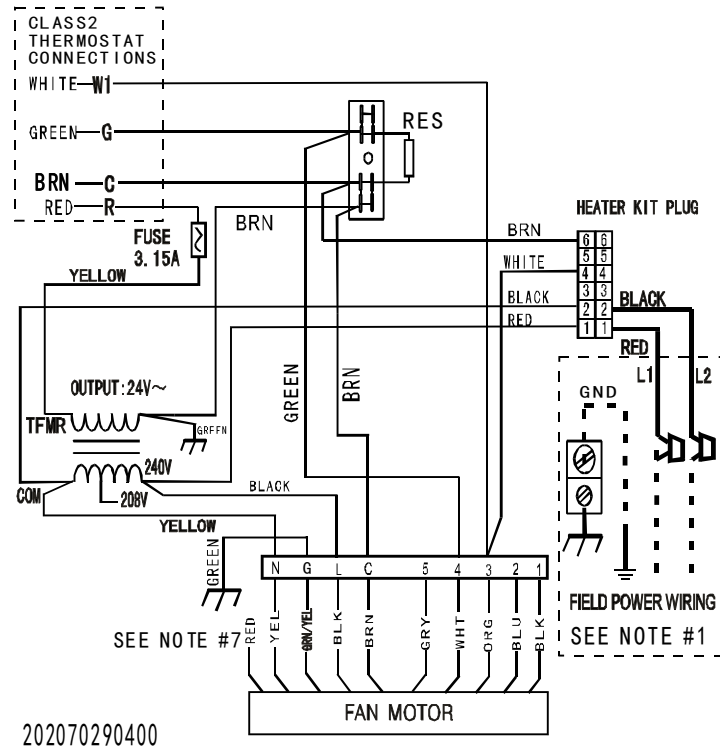 CLASS2
THERMOSTAT
CONNECTIONS
WHITE W1
GREEN G
RES
BRN C
RED R
FUSE
3.15A
BRN
HEATER KIT PLUG
YELLOW
BRN
WHITE
BLACK
RED
6 6
5 5
4 4
3 3
2 2
1 1
BLACK
RED
L1
L2
GND
OUTPUT:24V~
TFMR
GREEN
GREEN
BRN
240V
COM
208V
BLACK
YELLOW
GREEN
N G L C 5 4 3 2 1
FIELD POWER WIRING
SEE NOTE #1
SEE NOTE #7
RED
YEL
GRN/YEL
BLK
BRN
GRY
WHT
ORG
BLU
BLK
FAN MOTOR
202070290400